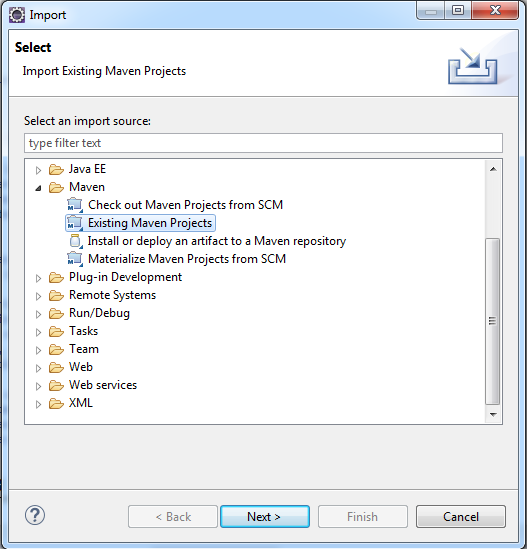 Import
Select
Import Existing Maven Projects
Select an import source:
type filter text
Java EE
Maven
Check out Maven Projects from SCM
Existing Maven Projects
Install or deploy an artifact to a Maven repository
Materialize Maven Projects from SCM
Plug-in Development
Remote Systems
Run/Debug
Tasks
Team
Web
Web services
XML
? < Back Next > Finish Cancel